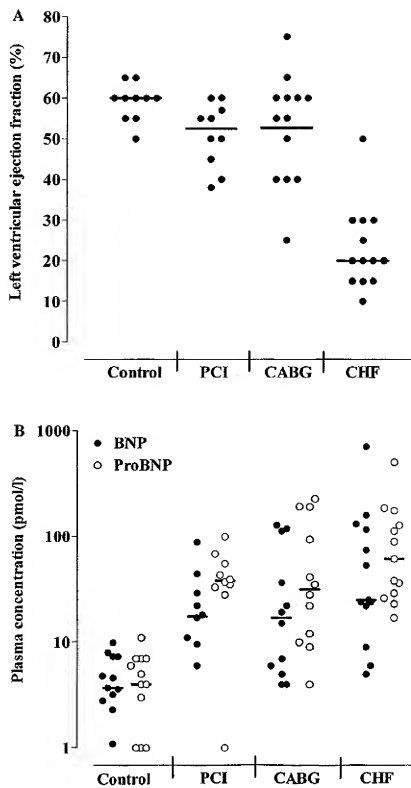 A
Left ventricular ejection fraction (%)
80
70
60
50
40
30
20
10
0
Control PCI CABG CHF
B
BNP
ProBNP
Plasma concentration (pmol/l)
1000
100
10
1
Control PCI CABG CHF